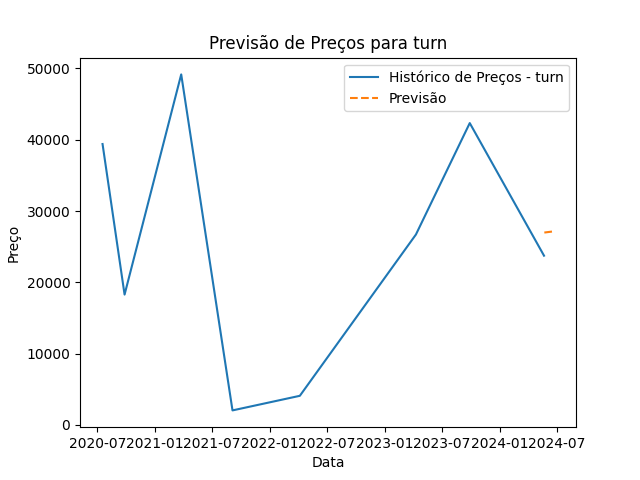 Previsão de Preços para turn
Histórico de Preços - turn
Previsão
Preço
50000
40000
30000
20000
10000
0
2020-07 2021-01 2021-07 2022-01 2022-07 2023-01 2023-07 2024-01 2024-07
Data